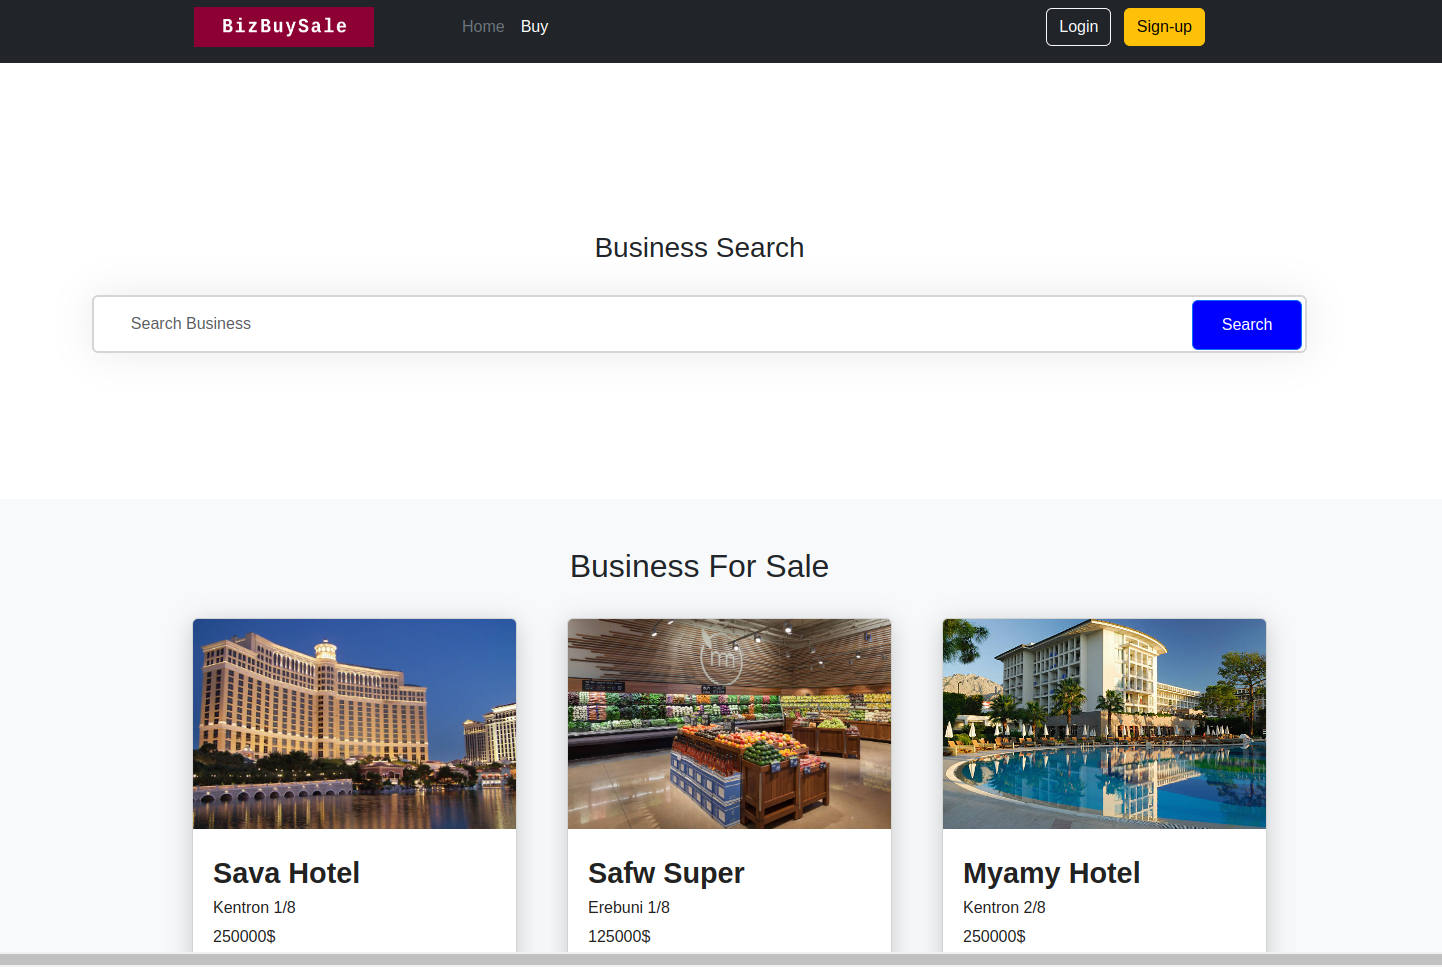 BizBuySale
Home Buy
Login Sign-up
Business Search
Search Business
Search
Business For Sale
Sava Hotel
Kentron 1/8
250000$
Safw Super
Erebuni 1/8
125000$
Myamy Hotel
Kentron 2/8
250000$